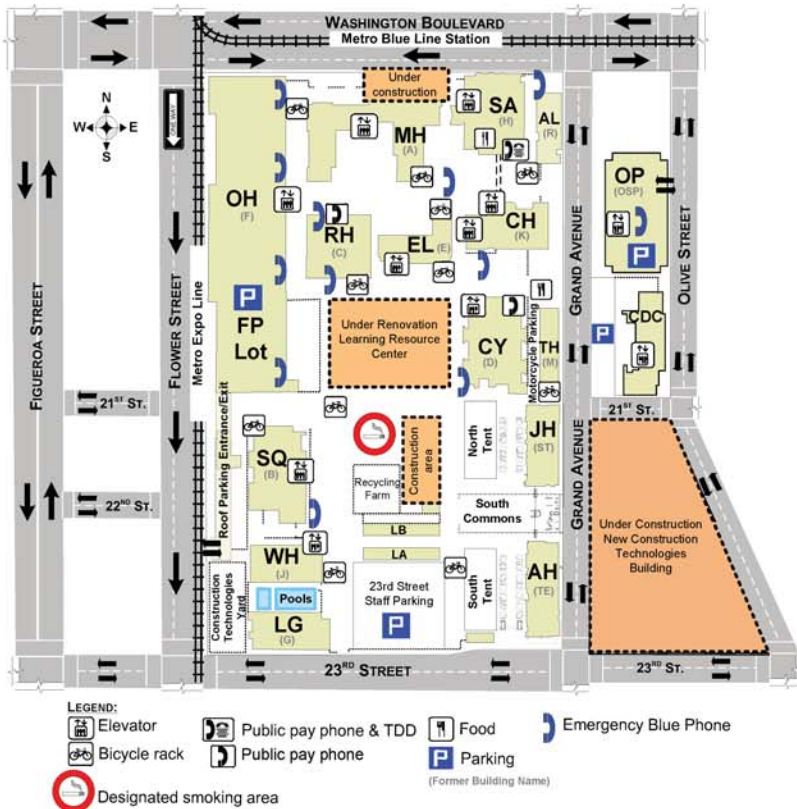 WASHINGTON BOULEVARD
Metro Blue Line Station
N
W E
S
ONE WAY
Under
construction
SA
(H)
AL
(R)
MH
(A)
OH
(F)
OP
(OSP)
RH
(C)
EL (E)
CH
(K)
FIGUEROA STREET
FLOWER STREET
Metro Expo Line
GRAND AVENUE
OLIVE STREET
P
P
FP
Lot
Under Renovation
Learning Resource
Center
CY
(D)
Motorcycle Parking
TH
(M)
P
CDC
21ST ST.
21ST ST.
Roof Parking Entrance/Exit
SQ
(B)
Construction
area
Recycling
Farm
North
Tent
JH
(ST)
22ND ST.
South
Commons
GRAND AVENUE
Under Construction
New Construction
Technologies
Building
LB
LA
WH
(J)
Construction
Technologies
Yard
Pools
LG
(G)
23rd Street
Staff Parking
P
South
Tent
AH
(TE)
23RD STREET
23RD ST.
LEGEND:
Elevator
Public pay phone & TDD
Food
Emergency Blue Phone
Bicycle rack
Public pay phone
P Parking
(Former Building Name)
Designated smoking area